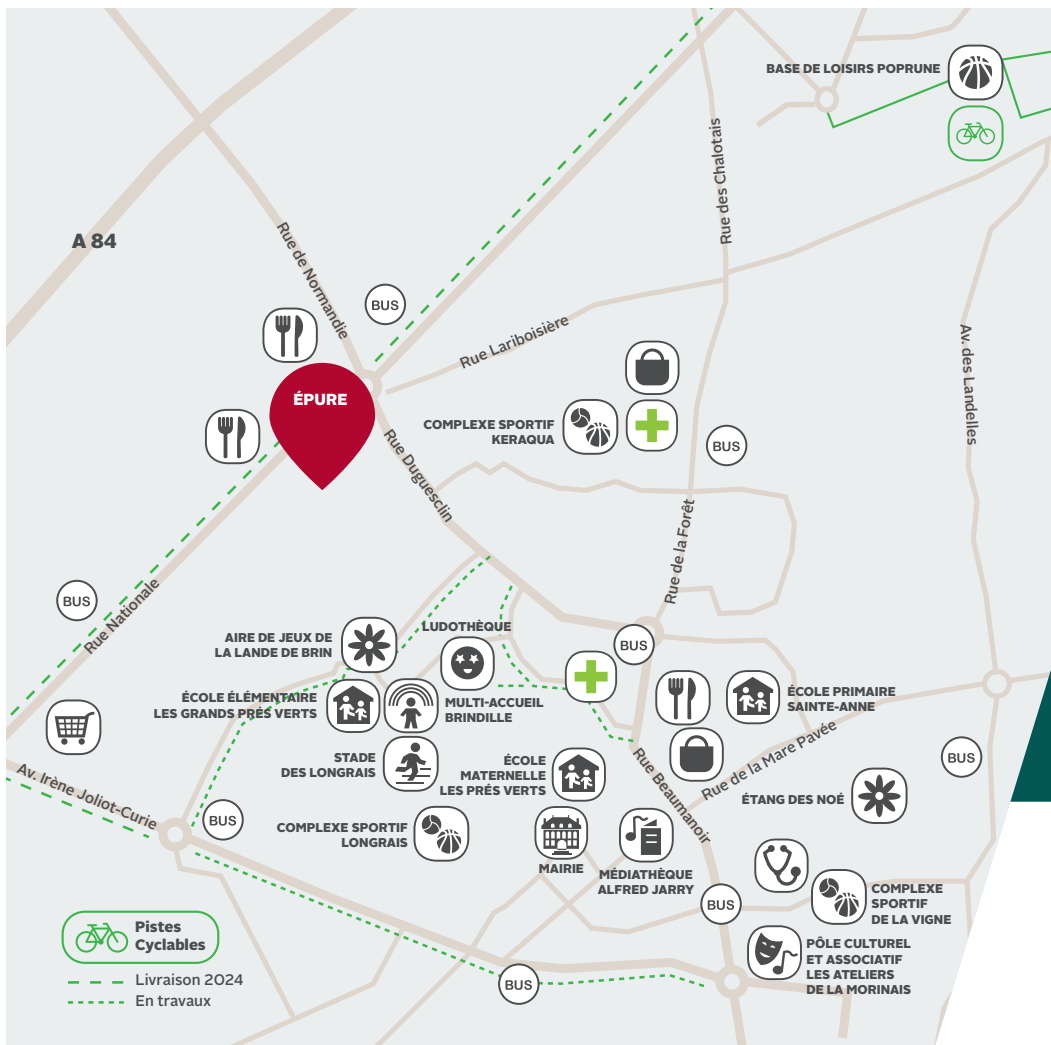 BASE DE LOISIRS POPRUNE
Rue des Chalotais
A 84
Rue de Normandie
BUS
Rue Lariboisière
Av. des Landelles
ÉPURE
COMPLEXE SPORTIF
KERAQUA
BUS
Rue Duguesclin
Rue de la Forêt
BUS
Rue Nationale
AIRE DE JEUX DE
LA LANDE DE BRIN
LUDOTHÈQUE
BUS
ÉCOLE ÉLÉMENTAIRE
LES GRANDS PRÉS VERTS
MULTI-ACCUEIL
BRINDILLE
ÉCOLE PRIMAIRE
SAINTE-ANNE
STADE
DES LONGRAIS
ÉCOLE
MATERNELLE
LES PRÉS VERTS
Rue de la Mare Pavée
BUS
Av. Irène Joliot-Curie
Rue Beaumanoir
ÉTANG DES NOÉ
BUS
COMPLEXE SPORTIF
LONGRAIS
MAIRIE
MÉDIATHÈQUE
ALFRED JARRY
BUS
COMPLEXE
SPORTIF
DE LA VIGNE
Pistes
Cyclables
PÔLE CULTUREL
ET ASSOCIATIF
LES ATELIERS
DE LA MORINAIS
BUS
Livraison 2024
En travaux